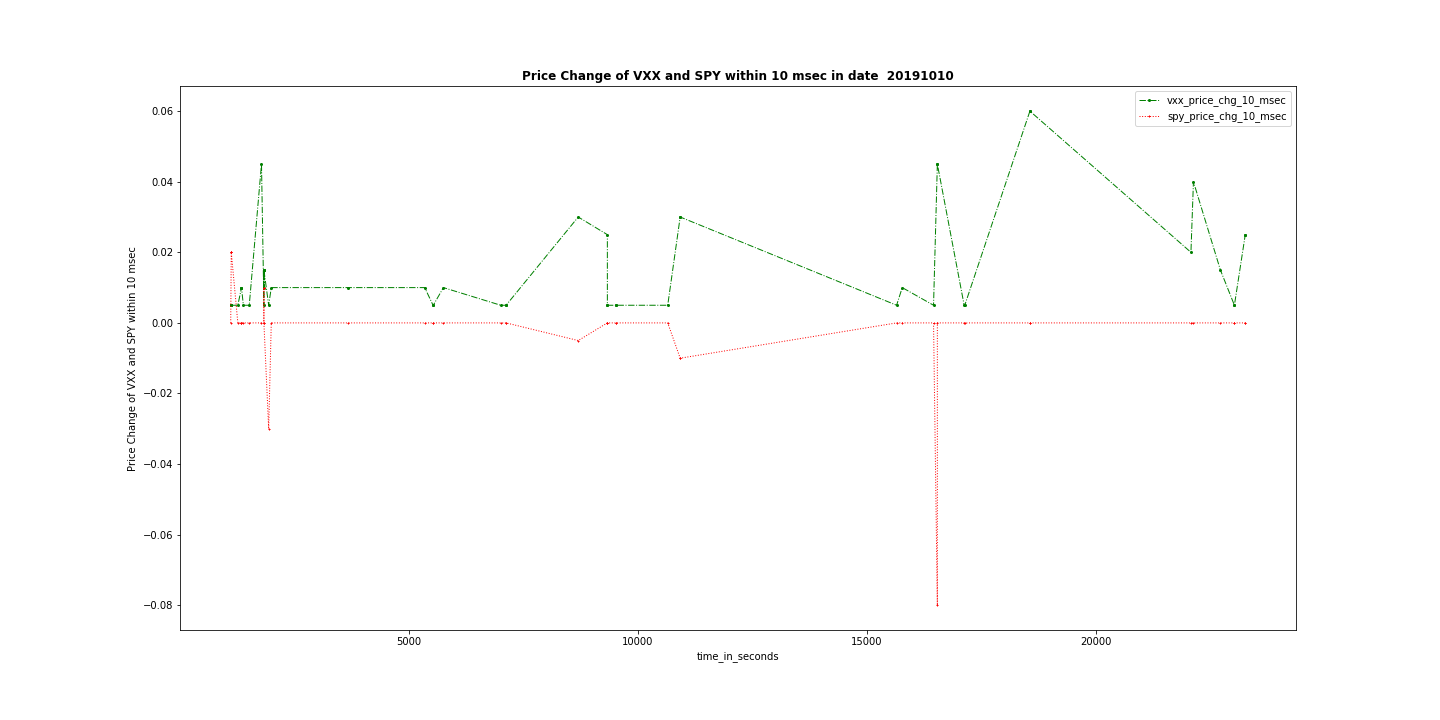 Price Change of VXX and SPY within 10 msec in date  20191010
vxx_price_chg_10_msec
spy_price_chg_10_msec
Price Change of VXX and SPY within 10 msec
0.06
0.04
0.02
0.00
−0.02
−0.04
−0.06
−0.08
5000
10000
15000
20000
time_in_seconds